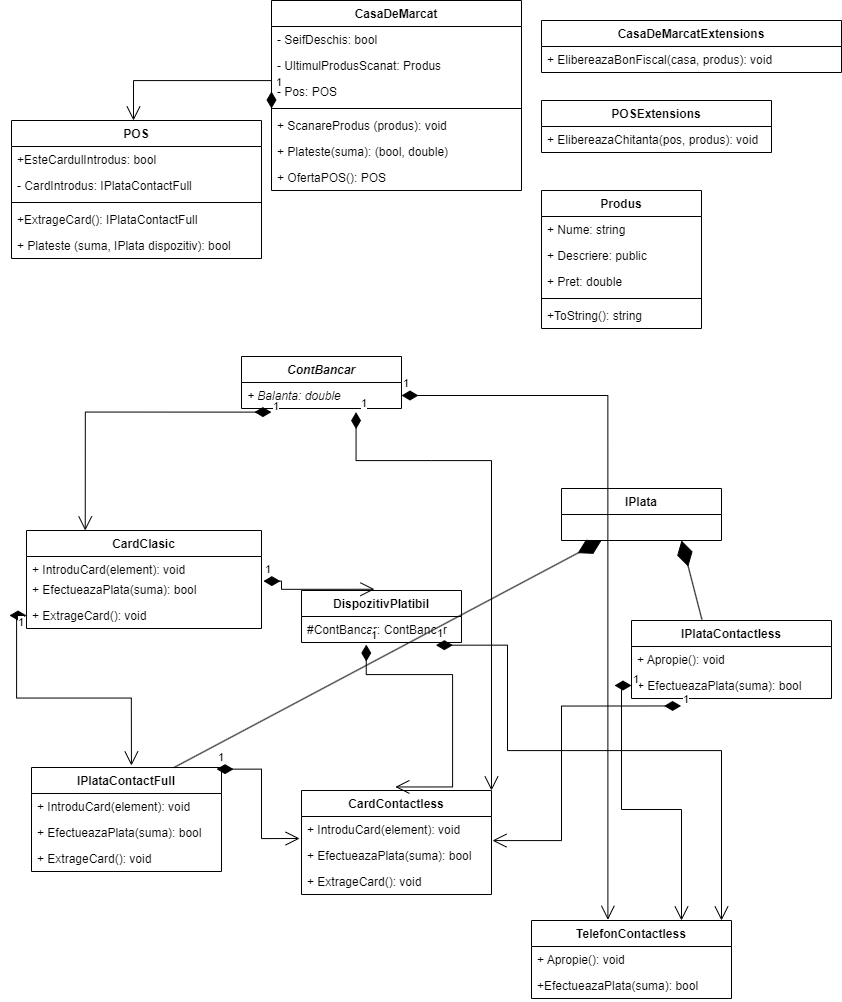 CasaDeMarcat
- SeifDeschis: bool
- UltimulProdusScanat: Produs
1
- Pos: POS
+ ScanareProdus (produs): void
+ Plateste(suma): (bool, double)
+ OfertaPOS(): POS
CasaDeMarcatExtensions
+ ElibereazaBonFiscal(casa, produs): void
POSExtensions
+ ElibereazaChitanta(pos, produs): void
POS
+EsteCardulIntrodus: bool
- CardIntrodus: IPlataContactFull
+ExtrageCard(): IPlataContactFull
+ Plateste (suma, IPlata dispozitiv): bool
Produs
+ Nume: string
+ Descriere: public
+ Pret: double
+ToString(): string
ContBancar
+ Balanta: double
1
1
1
IPlata
CardClasic
+ IntroduCard(element): void
+ EfectueazaPlata(suma): bool
+ ExtrageCard(): void
1
1
DispozitivPlatibil
#ContBancar: ContBancar
1
1
IPlataContactless
+ Apropie(): void
+ EfectueazaPlata(suma): bool
1
1
IPlataContactFull
+ IntroduCard(element): void
+ EfectueazaPlata(suma): bool
+ ExtrageCard(): void
1
CardContactless
+ IntroduCard(element): void
+ EfectueazaPlata(suma): bool
+ ExtrageCard(): void
TelefonContactless
+ Apropie(): void
+EfectueazaPlata(suma): bool